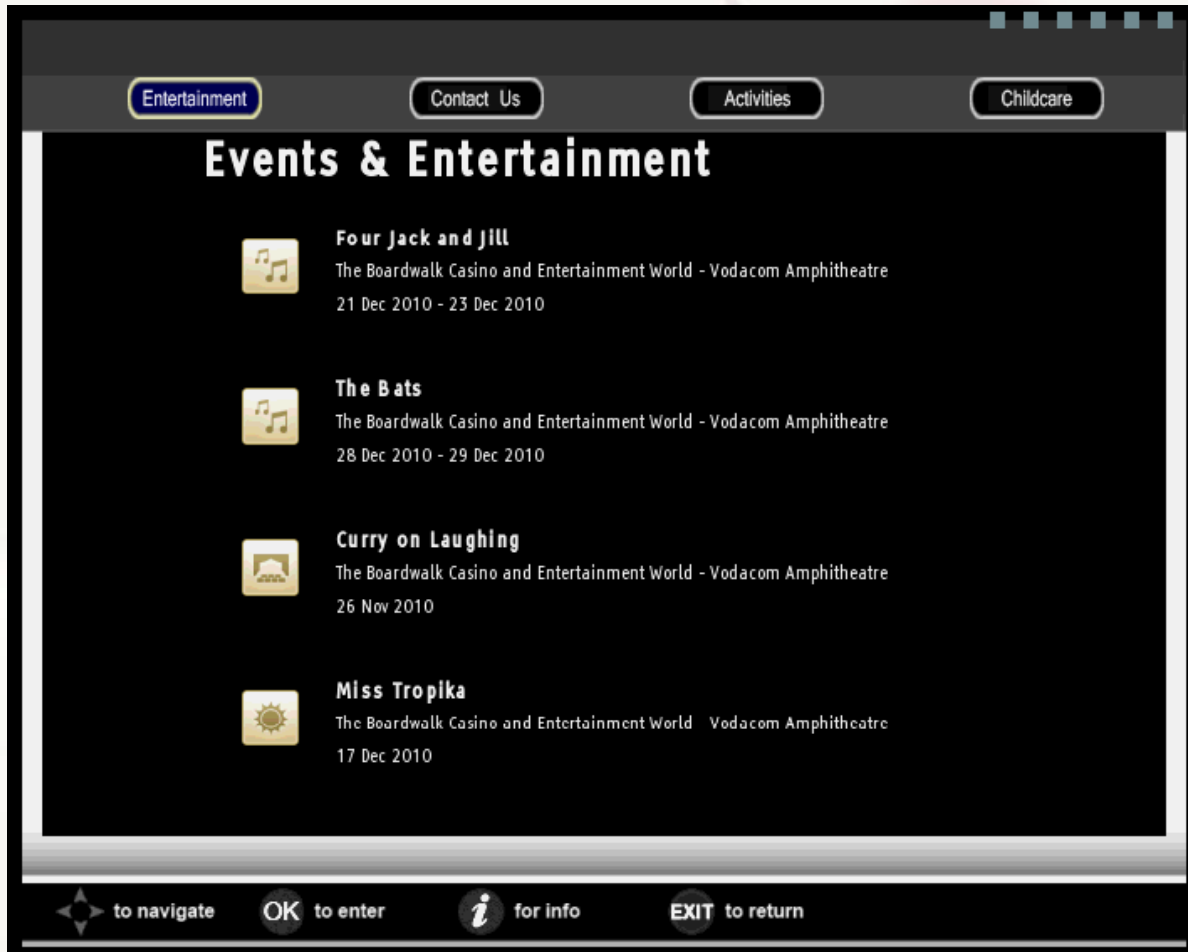 Entertainment Contact Us Activities Childcare
Events & Entertainment
Four Jack and Jill
The Boardwalk Casino and Entertainment World - Vodacom Amphitheatre
21 Dec 2010 - 23 Dec 2010
The Bats
The Boardwalk Casino and Entertainment World - Vodacom Amphitheatre
28 Dec 2010 - 29 Dec 2010
Curry on Laughing
The Boardwalk Casino and Entertainment World - Vodacom Amphitheatre
26 Nov 2010
Miss Tropika
The Boardwalk Casino and Entertainment World Vodacom Amphitheatre
17 Dec 2010
to navigate OK to enter i for info EXIT to return